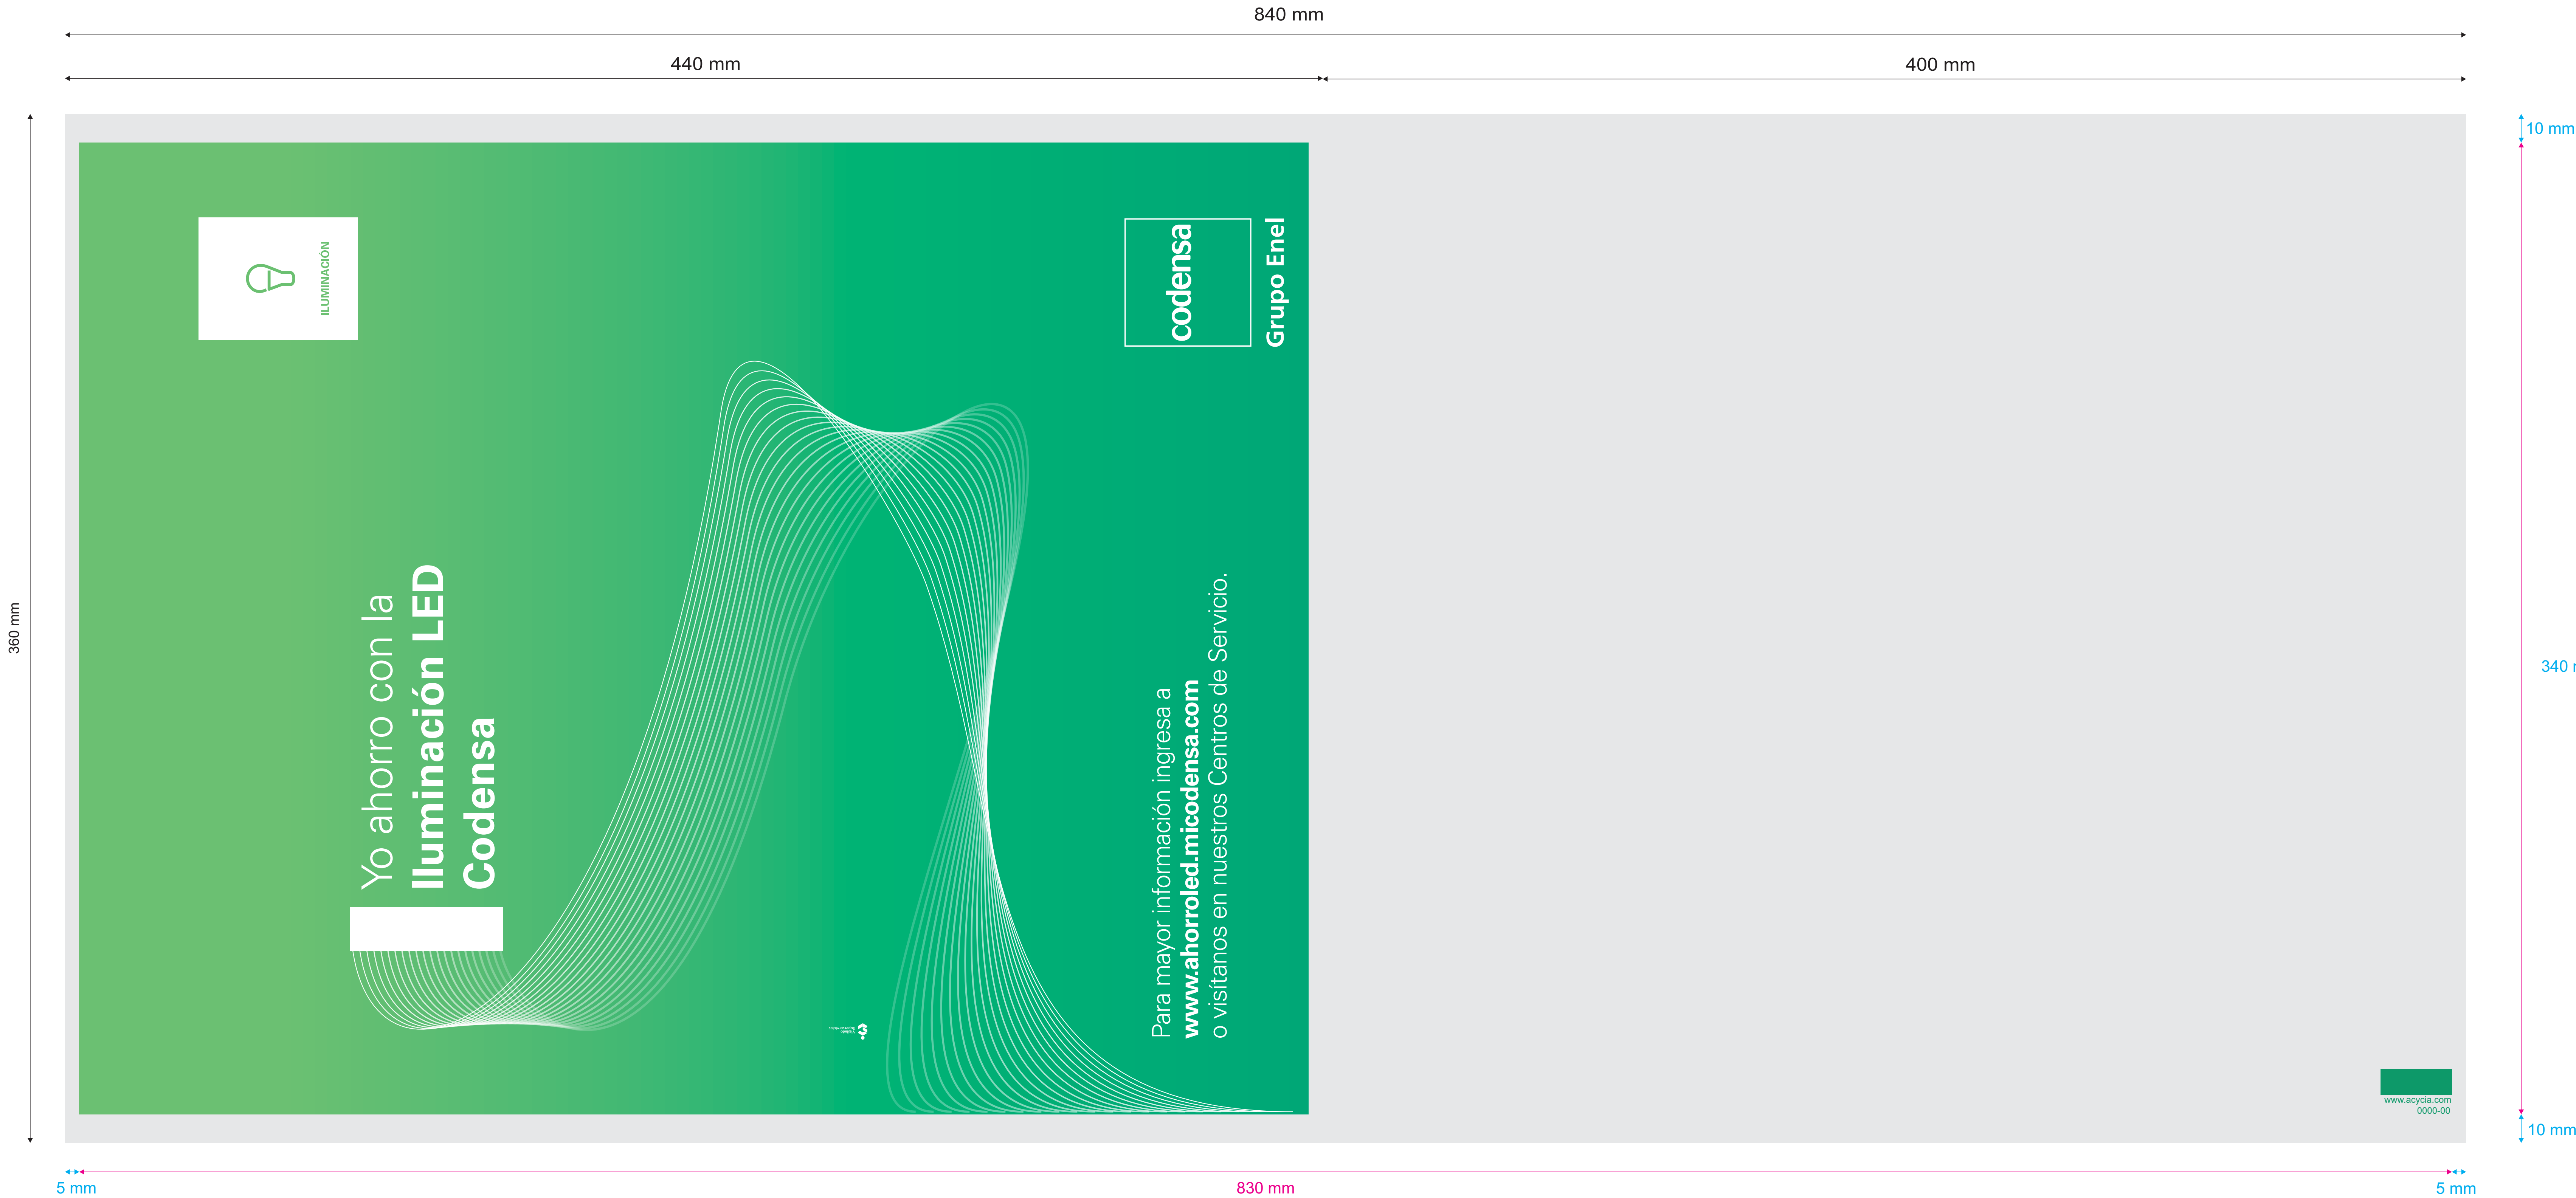 840 mm
440 mm
400 mm
10 mm
360 mm
340 m
10 mm
5 mm
830 mm
5 mm
ILUMINACIÓN
codensa
Grupo Enel
Yo ahorro con la
Iluminación LED
Codensa
Para mayor información ingresa a
www.ahorroled.micodensa.com
o visítanos en nuestros Centros de Servicio.
www.acycia.com
0000-00